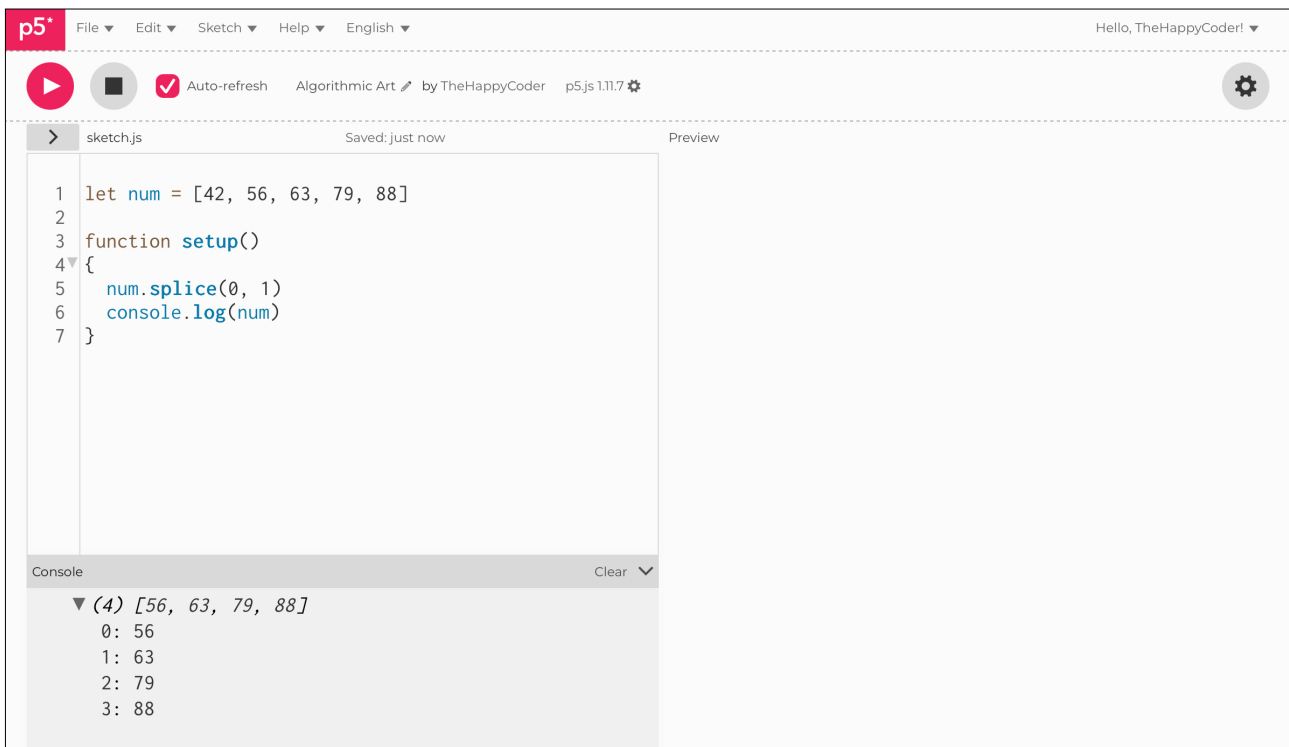 p5* File Edit Sketch Help English Hello, TheHappyCoder!
Auto-refresh Algorithmic Art by TheHappyCoder p5.js 1.11.7
sketch.js Saved: just now Preview
1 let num = [42, 56, 63, 79, 88]
2
3 function setup()
4 {
5 num.splice(0, 1)
6 console.log(num)
7 }
Console Clear
(4) [56, 63, 79, 88]
0: 56
1: 63
2: 79
3: 88